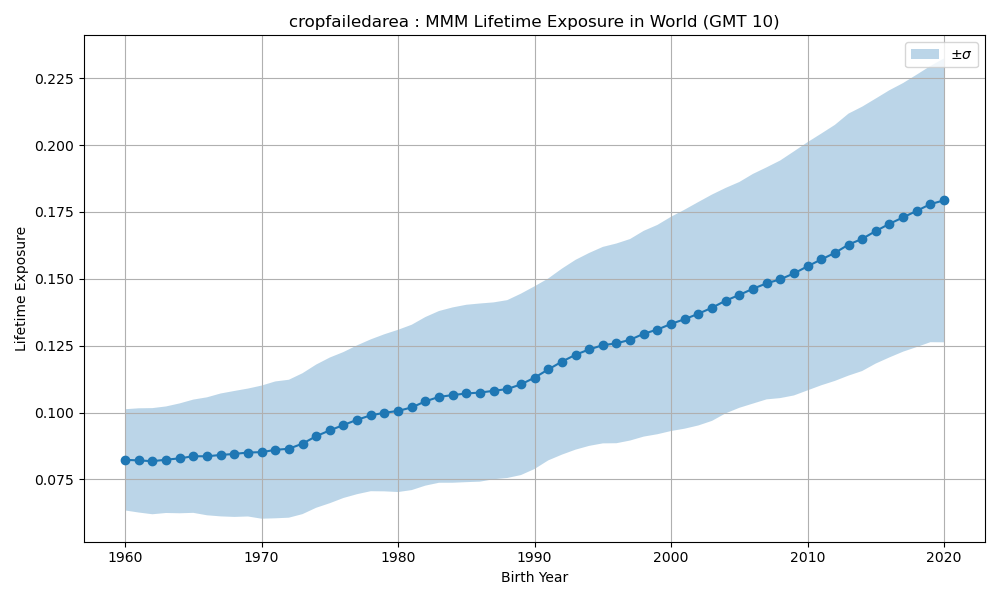 cropfailedarea : MMM Lifetime Exposure in World (GMT 10)
±σ
Lifetime Exposure
0.225
0.200
0.175
0.150
0.125
0.100
0.075
1960 1970 1980 1990 2000 2010 2020
Birth Year